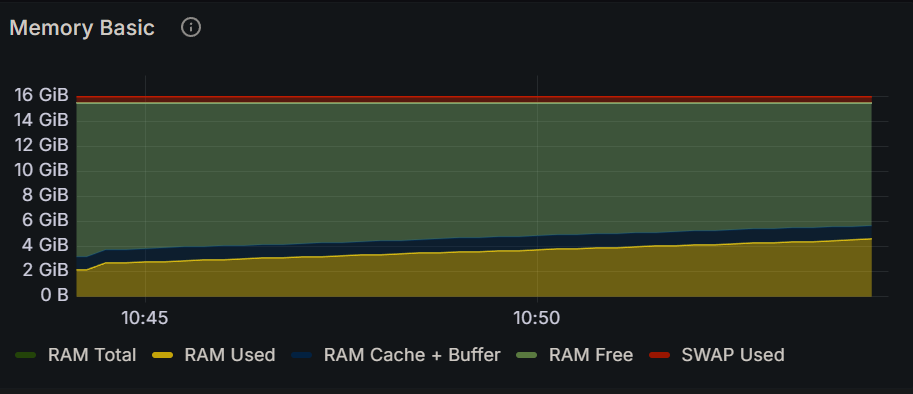 Memory Basic
16 GiB
14 GiB
12 GiB
10 GiB
8 GiB
6 GiB
4 GiB
2 GiB
0 B
10:45 10:50
RAM Total RAM Used RAM Cache + Buffer RAM Free SWAP Used